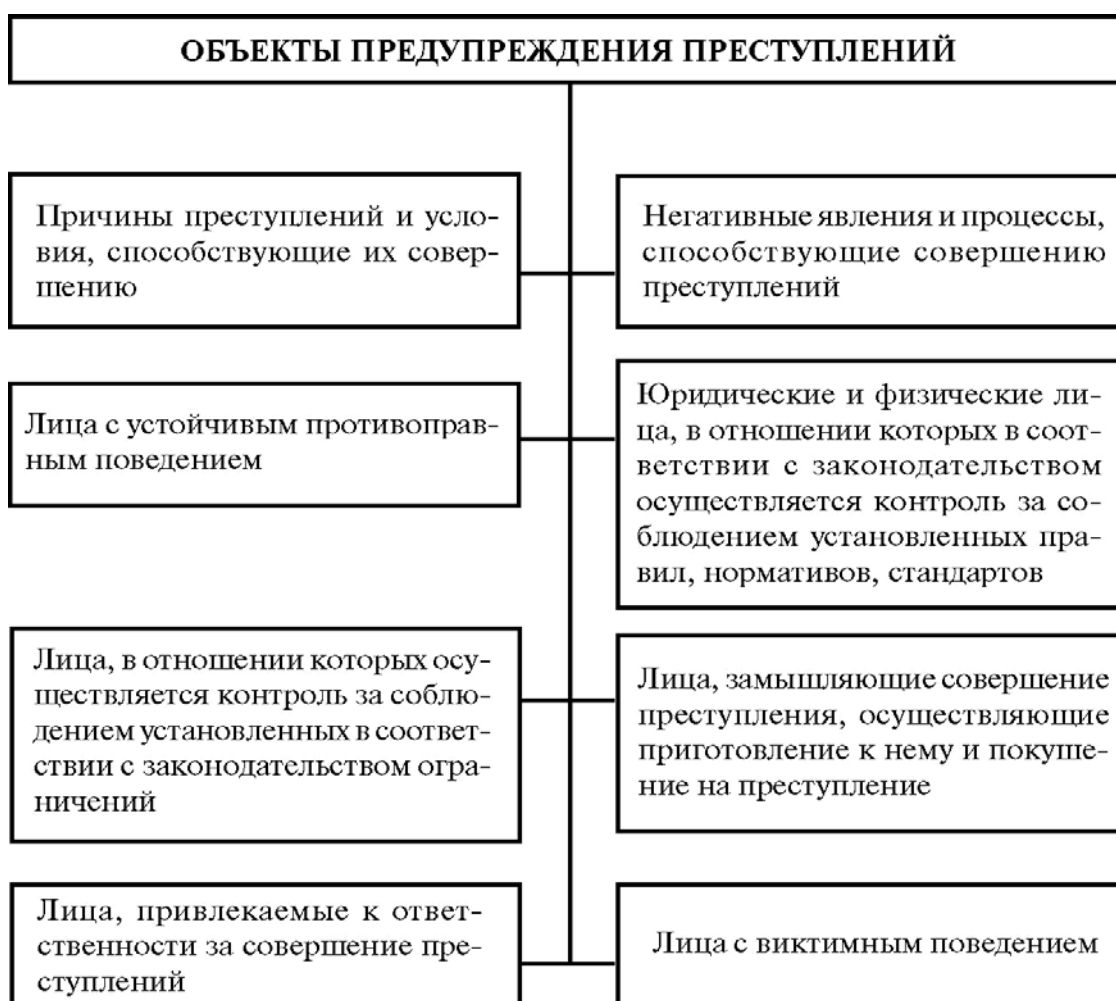 ОБЪЕКТЫ ПРЕДУПРЕЖДЕНИЯ ПРЕСТУПЛЕНИЙ
Причины преступлений и усло-
вия, способствующие их совер-
шению
Негативные явления и процессы,
способствующие совершению
преступлений
Лица с устойчивым противоправ-
ным поведением
Юридические и физические ли-
ца, в отношении которых в соот-
ветствии с законодательством
осуществляется контроль за со-
блюдением установленных пра-
вил, нормативов, стандартов
Лица, в отношении которых осу-
ществляется контроль за соблю-
дением установленных в соответ-
ствии с законодательством огра-
ничений
Лица, замышляющие совершение
преступления, осуществляющие
приготовление к нему и покуше-
ние на преступление
Лица, привлекаемые к ответ-
ственности за совершение пре-
ступлений
Лица с виктимным поведением